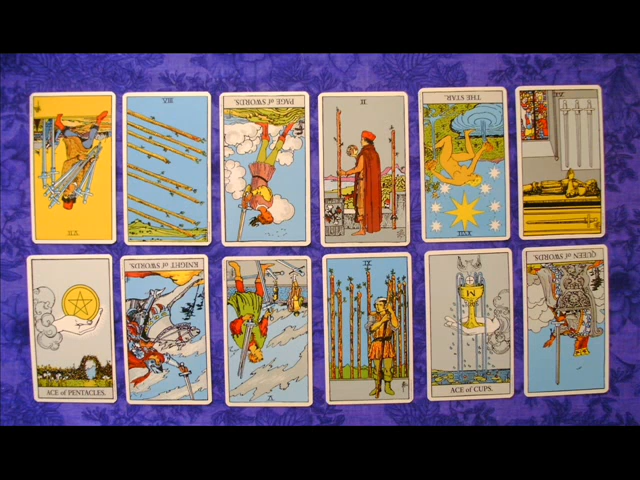 VII
VIII
PAGE of SWORDS.
II
THE STAR.
XVII
IV
ACE of PENTACLES.
KNIGHT of SWORDS.
V
IX
ACE of CUPS.
QUEEN of SWORDS.